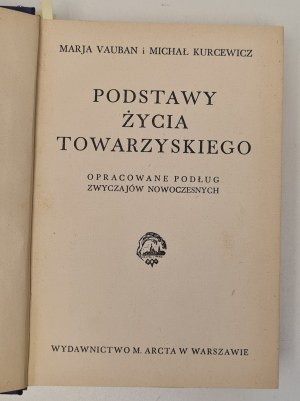 MARJA VAUBAN i MICHAŁ KURCEWICZ
PODSTAWY
ŻYCIA
TOWARZYSKIEGO
OPRACOWANE PODŁUG
ZWYCZAJÓW NOWOCZESNYCH
WYDAWNICTWO M. ARCTA W WARSZAWIE